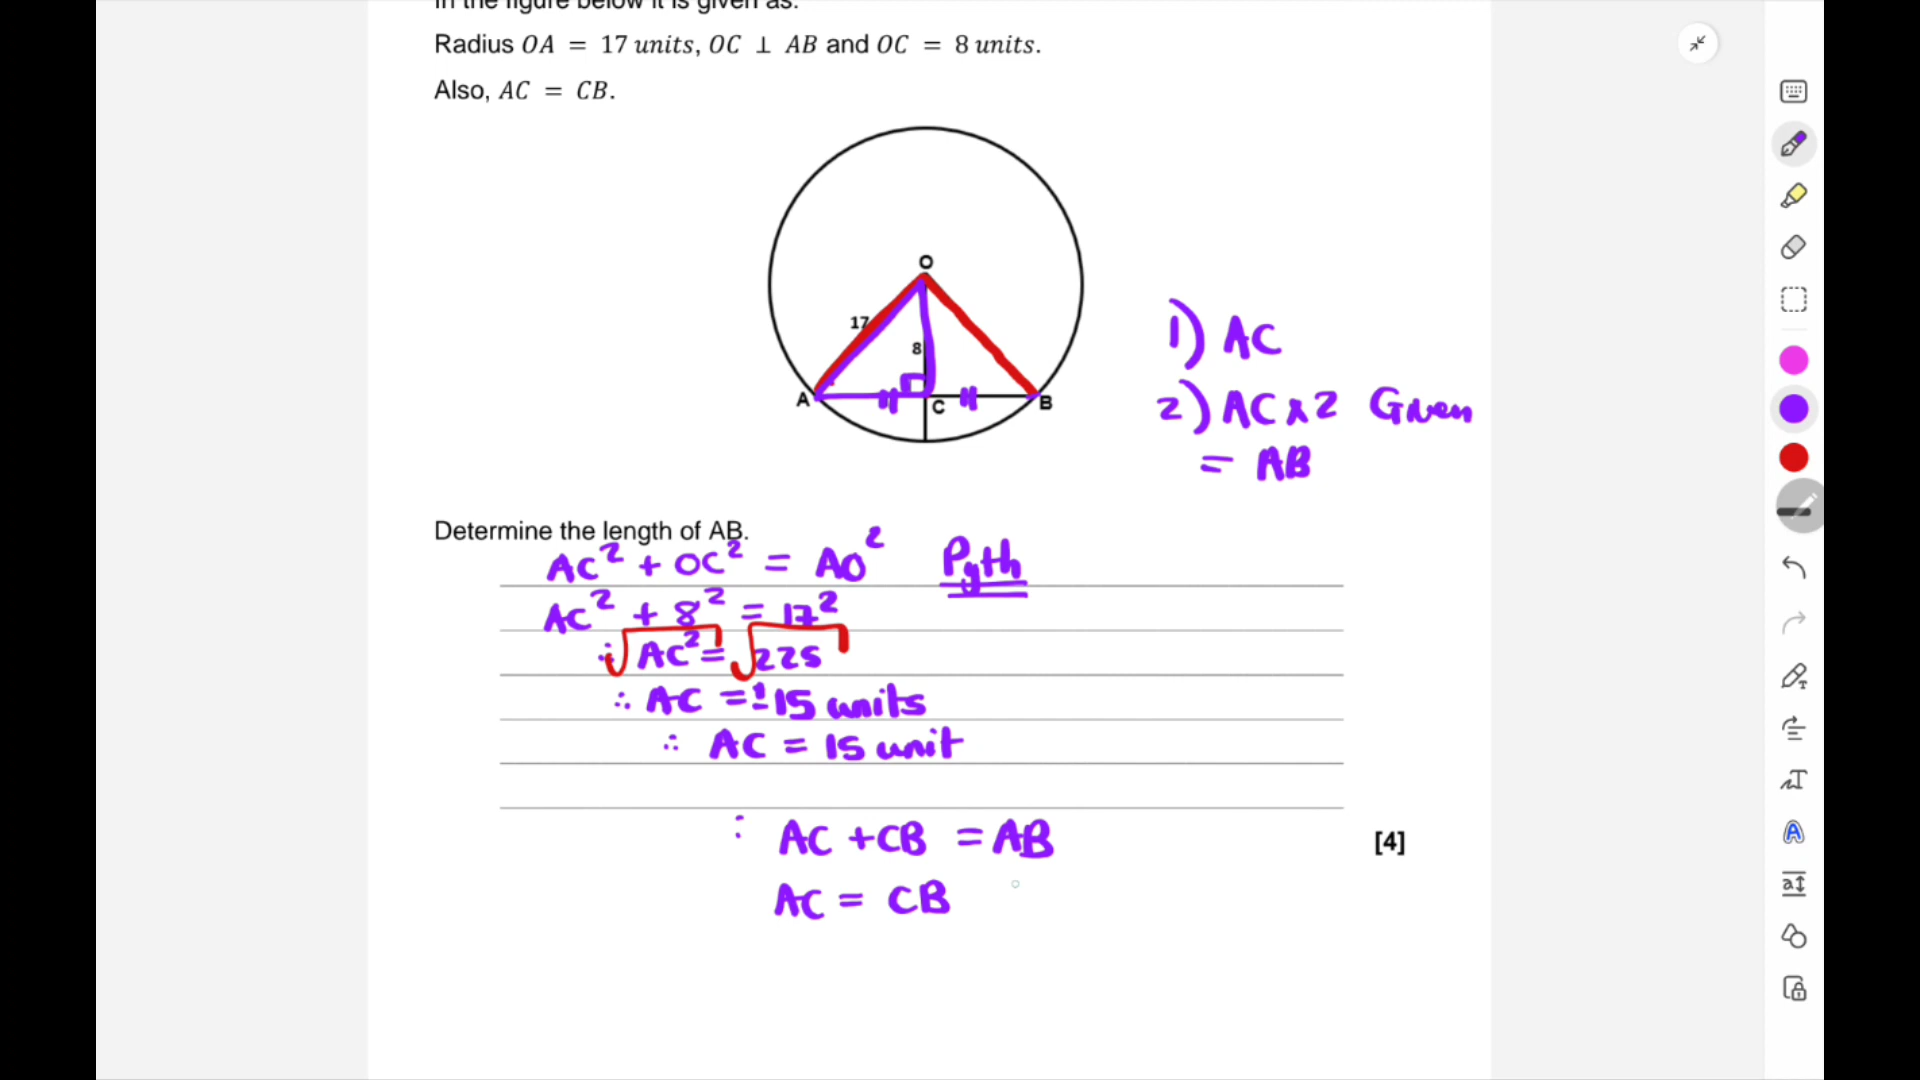 In the figure below it is given as:
Radius OA = 17 units, OC ⊥ AB and OC = 8 units.
Also, AC = CB.
O
17
8
A
C
B
1) AC
2) AC x 2 Given
= AB
Determine the length of AB.
AC² + OC² = AO² Pyth
AC² + 8² = 17²
∴ √AC² = √225
∴ AC = ±15 units
∴ AC = 15 unit
: AC + CB = AB
[4]
AC = CB